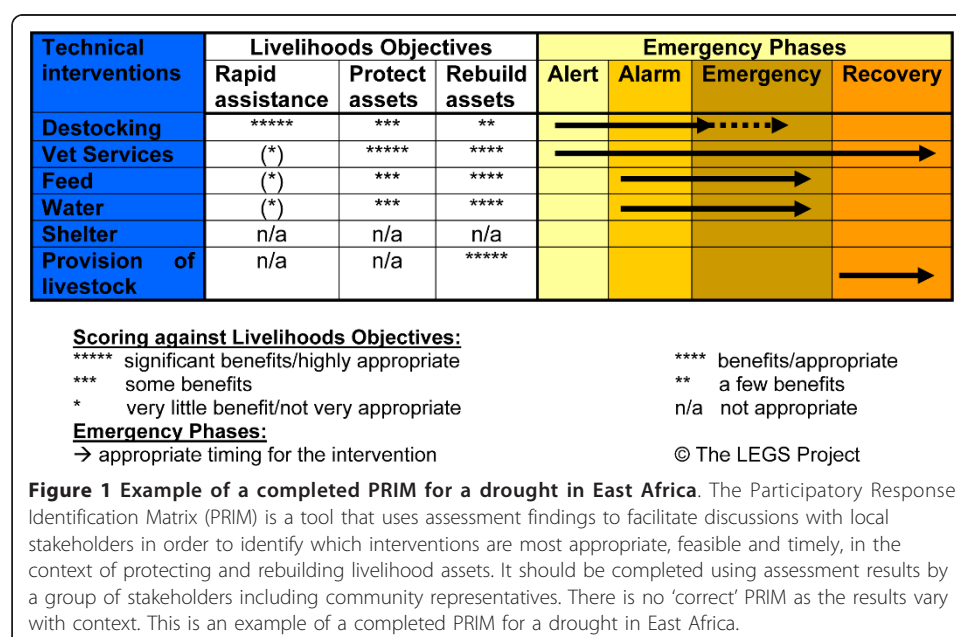 Technical interventions Livelihoods Objectives Emergency Phases
Rapid assistance Protect assets Rebuild assets Alert Alarm Emergency Recovery
Destocking ***** *** **
Vet Services (*) ***** ****
Feed (*) *** ****
Water (*) *** ****
Shelter n/a n/a n/a
Provision of livestock n/a n/a *****
Scoring against Livelihoods Objectives:
***** significant benefits/highly appropriate **** benefits/appropriate
*** some benefits ** a few benefits
* very little benefit/not very appropriate n/a not appropriate
Emergency Phases:
→ appropriate timing for the intervention © The LEGS Project
Figure 1 Example of a completed PRIM for a drought in East Africa. The Participatory Response
Identification Matrix (PRIM) is a tool that uses assessment findings to facilitate discussions with local
stakeholders in order to identify which interventions are most appropriate, feasible and timely, in the
context of protecting and rebuilding livelihood assets. It should be completed using assessment results by
a group of stakeholders including community representatives. There is no ‘correct’ PRIM as the results vary
with context. This is an example of a completed PRIM for a drought in East Africa.